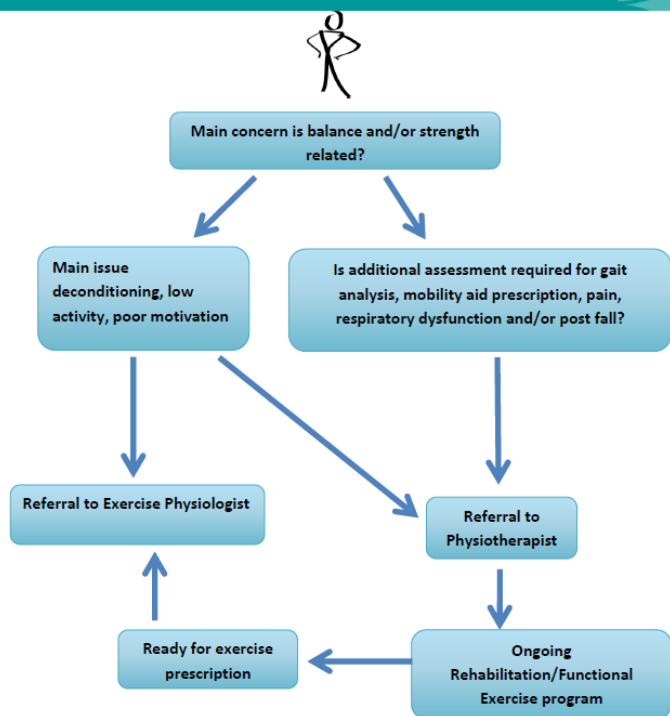 Main concern is balance and/or strength
related?
Main issue
deconditioning, low
activity, poor motivation
Is additional assessment required for gait
analysis, mobility aid prescription, pain,
respiratory dysfunction and/or post fall?
Referral to Exercise Physiologist
Referral to
Physiotherapist
Ready for exercise
prescription
Ongoing
Rehabilitation/Functional
Exercise program